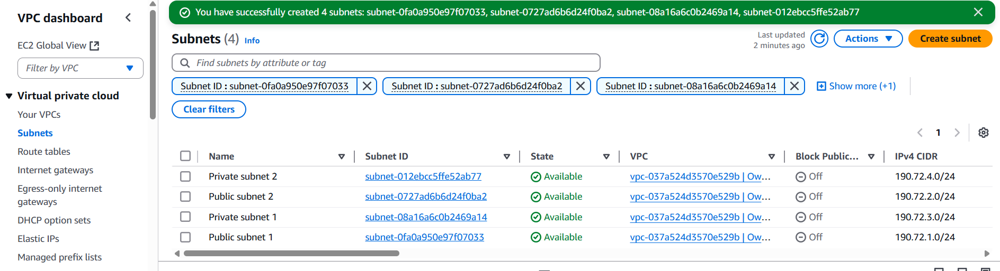 You have successfully created 4 subnets: subnet-0fa0a950e97f07033, subnet-0727ad6b6d24f0ba2, subnet-08a16a6c0b2469a14, subnet-012ebcc5ffe52ab77
VPC dashboard
EC2 Global View
Filter by VPC
Virtual private cloud
Your VPCs
Subnets
Route tables
Internet gateways
Egress-only internet
gateways
DHCP option sets
Elastic IPs
Managed prefix lists
Subnets (4) Info
Last updated
2 minutes ago
Actions
Create subnet
Find subnets by attribute or tag
Subnet ID : subnet-0fa0a950e97f07033 Subnet ID : subnet-0727ad6b6d24f0ba2 Subnet ID : subnet-08a16a6c0b2469a14 Show more (+1)
Clear filters
1
Name Subnet ID State VPC Block Public... IPv4 CIDR
Private subnet 2 subnet-012ebcc5ffe52ab77 Available vpc-037a524d3570e529b | Ow... Off 190.72.4.0/24
Public subnet 2 subnet-0727ad6b6d24f0ba2 Available vpc-037a524d3570e529b | Ow... Off 190.72.2.0/24
Private subnet 1 subnet-08a16a6c0b2469a14 Available vpc-037a524d3570e529b | Ow... Off 190.72.3.0/24
Public subnet 1 subnet-0fa0a950e97f07033 Available vpc-037a524d3570e529b | Ow... Off 190.72.1.0/24